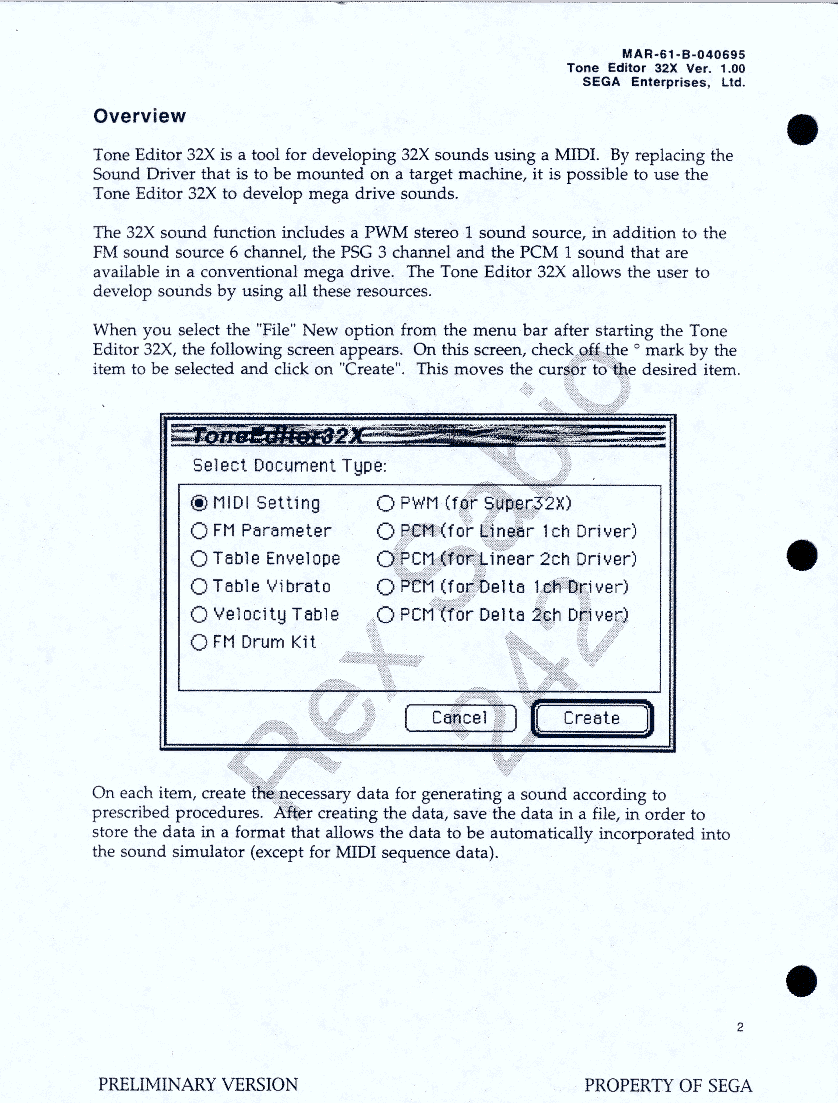 MAR-61-B-040695
Tone Editor 32X Ver. 1.00
SEGA Enterprises, Ltd.
Overview
Tone Editor 32X is a tool for developing 32X sounds using a MIDI. By replacing the
Sound Driver that is to be mounted on a target machine, it is possible to use the
Tone Editor 32X to develop mega drive sounds.
The 32X sound function includes a PWM stereo 1 sound source, in addition to the
FM sound source 6 channel, the PSG 3 channel and the PCM 1 sound that are
available in a conventional mega drive. The Tone Editor 32X allows the user to
develop sounds by using all these resources.
When you select the "File" New option from the menu bar after starting the Tone
Editor 32X, the following screen appears. On this screen, check off the ° mark by the
item to be selected and click on "Create". This moves the cursor to the desired item.
ToneEditor32X
Select Document Type:
MIDI Setting
FM Parameter
Table Envelope
Table Vibrato
Velocity Table
FM Drum Kit
PWM (for Super32X)
PCM (for Linear 1ch Driver)
PCM (for Linear 2ch Driver)
PCM (for Delta 1ch Driver)
PCM (for Delta 2ch Driver)
Cancel
Create
Rex Sabio
242
On each item, create the necessary data for generating a sound according to
prescribed procedures. After creating the data, save the data in a file, in order to
store the data in a format that allows the data to be automatically incorporated into
the sound simulator (except for MIDI sequence data).
2
PRELIMINARY VERSION
PROPERTY OF SEGA